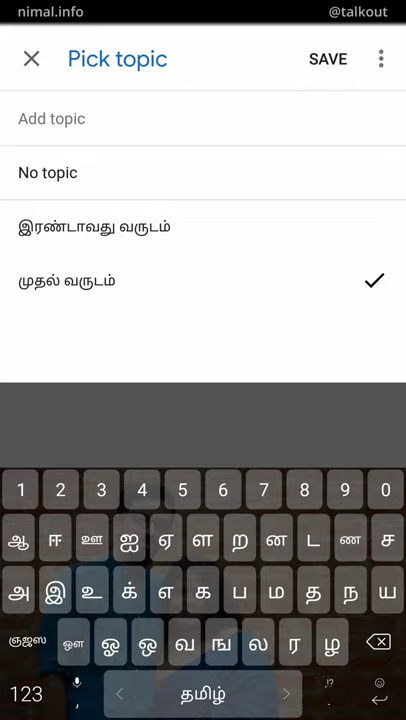 nimal.info @talkout
Pick topic SAVE
Add topic
No topic
இரண்டாவது வருடம்
முதல் வருடம்
1 2 3 4 5 6 7 8 9 0
ஆ ஈ ஊ ஐ ஏ ள ற ன ட ண ச
அ இ உ க் எ க ப ம த ந ய
ஞஜஸ ஔ ஓ ஒ வ ங ல ர ழ
123 , தமிழ் ,!? .